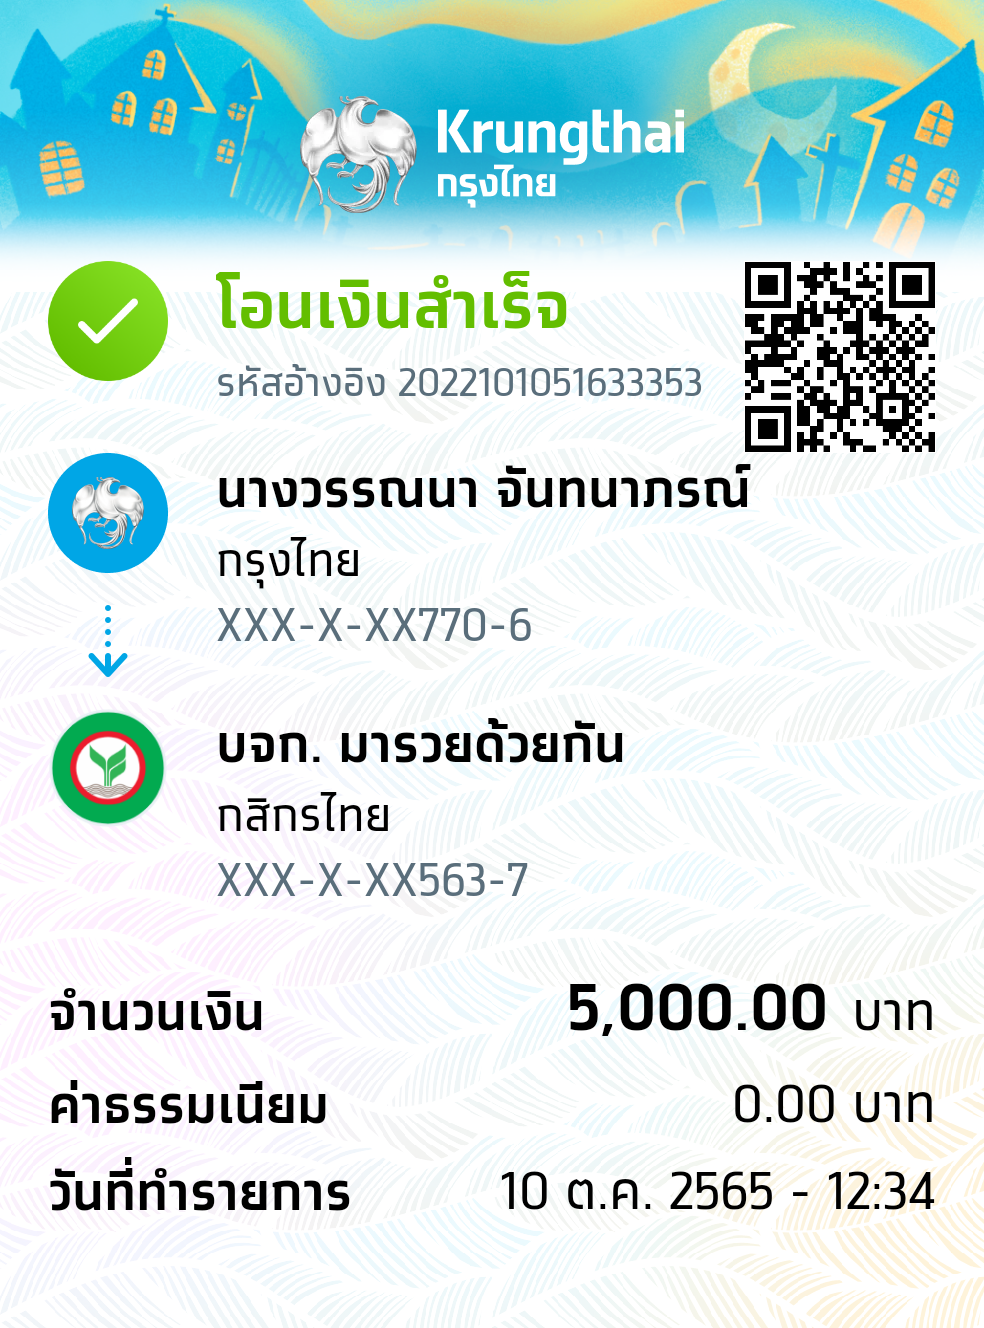 Krungthai
กรุงไทย
โอนเงินสำเร็จ
รหัสอ้างอิง 2022101051633353
นางวรรณนา จันทนาภรณ์
กรุงไทย
XXX-X-XX770-6
บจก. มารวยด้วยกัน
กสิกรไทย
XXX-X-XX563-7
จำนวนเงิน 5,000.00 บาท
ค่าธรรมเนียม 0.00 บาท
วันที่ทำรายการ 10 ต.ค. 2565 - 12:34